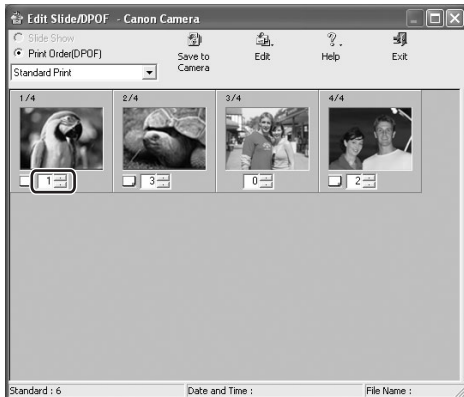 Edit Slide/DPOF - Canon Camera
Slide Show
Print Order(DPOF)
Standard Print
Save to
Camera
Edit
Help
Exit
1/4
2/4
3/4
4/4
1
3
0
2
Standard : 6
Date and Time :
File Name :